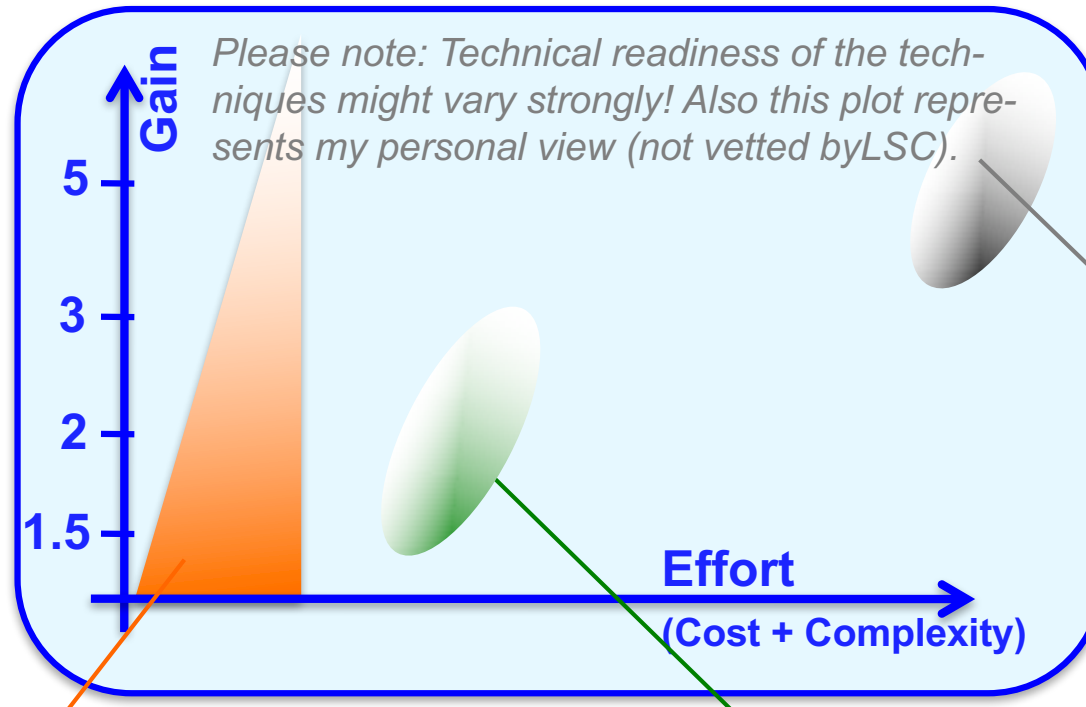 Please note: Technical readiness of the tech-
niques might vary strongly! Also this plot repre-
sents my personal view (not vetted byLSC).
Gain
5
3
2
1.5
Effort
(Cost + Complexity)